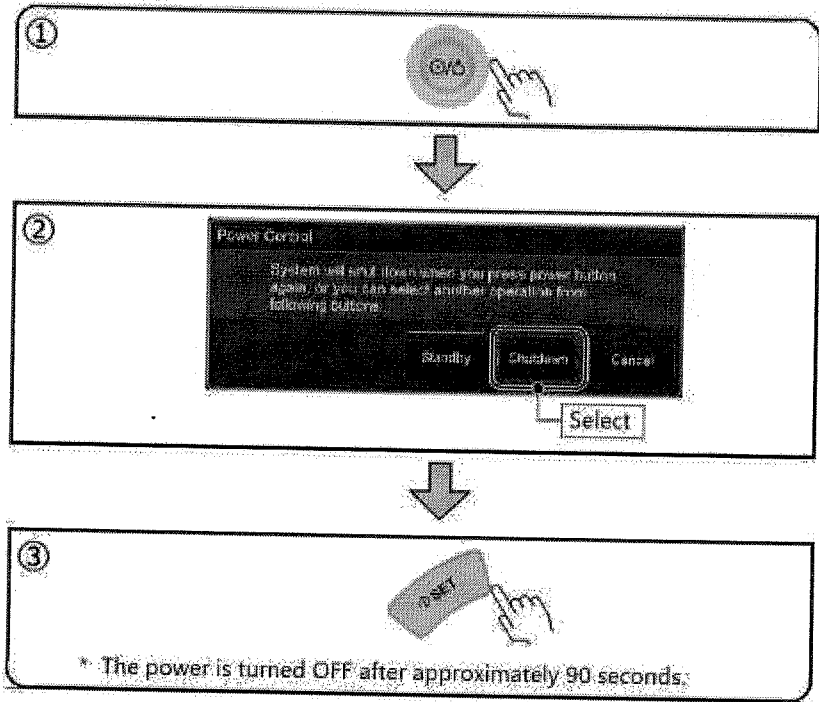 ①
②
Power Control
System will shut down when you press power button
again, or you can select another operation from
following buttons.
Standby Shutdown Cancel
Select
③
SET
* The power is turned OFF after approximately 90 seconds.